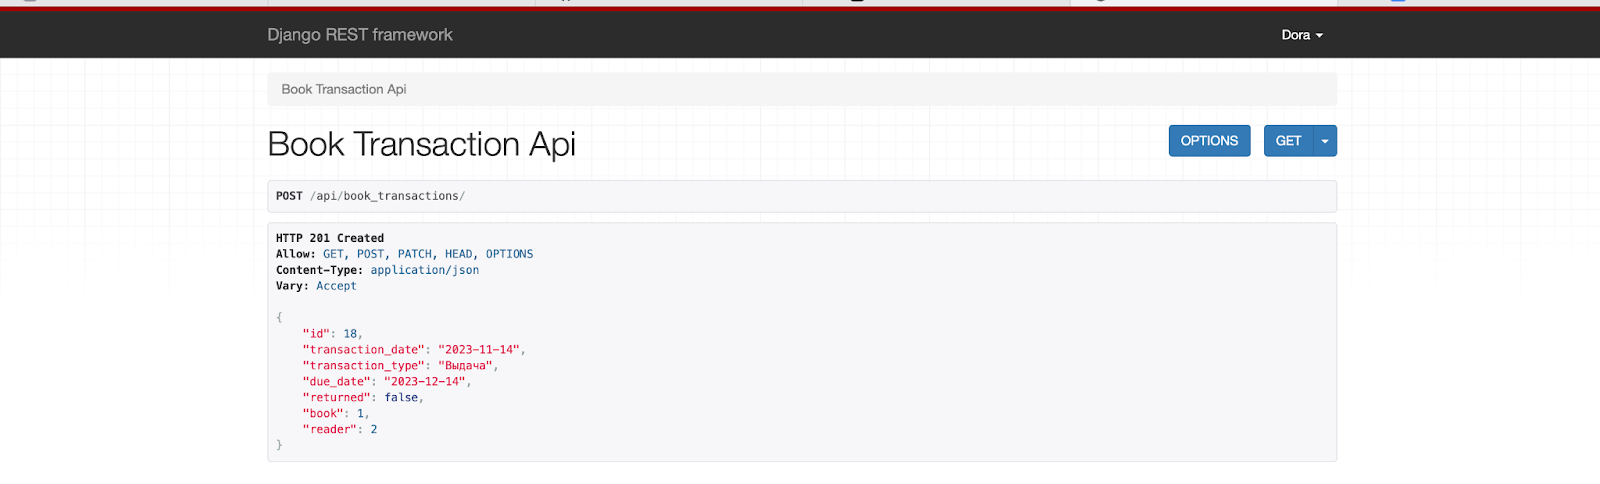 Django REST framework
Dora
Book Transaction Api
Book Transaction Api
OPTIONS
GET
POST /api/book_transactions/
HTTP 201 Created
Allow: GET, POST, PATCH, HEAD, OPTIONS
Content-Type: application/json
Vary: Accept
{
"id": 18,
"transaction_date": "2023-11-14",
"transaction_type": "Выдача",
"due_date": "2023-12-14",
"returned": false,
"book": 1,
"reader": 2
}